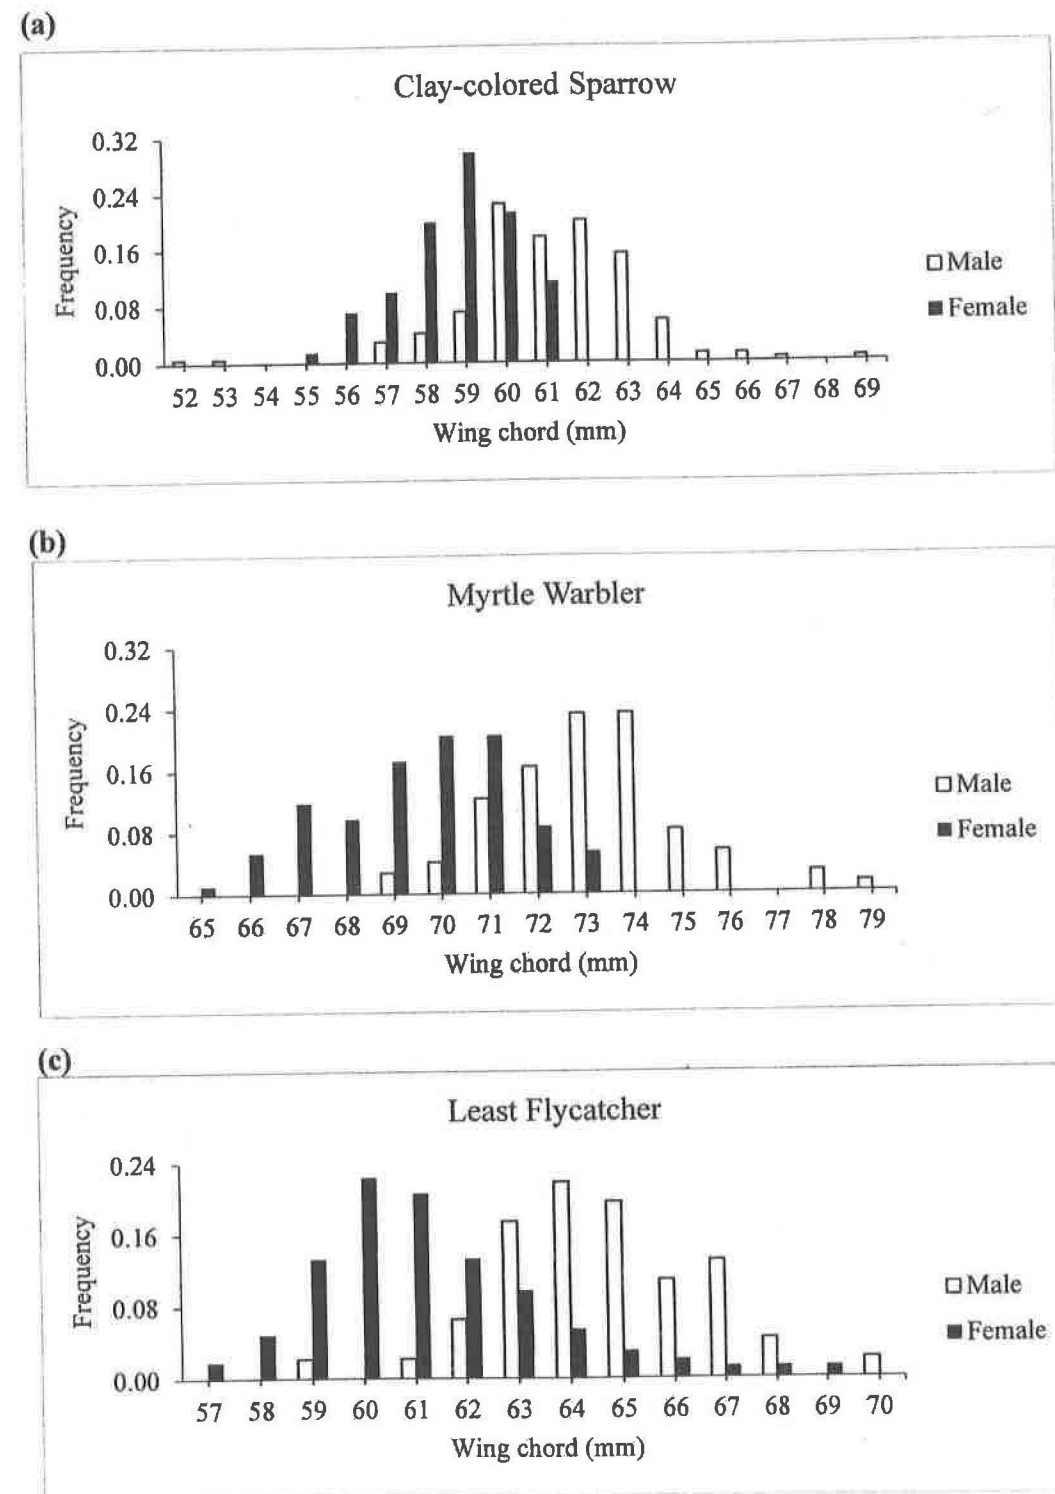 (a)
Clay-colored Sparrow
0.32
0.24
0.16
0.08
0.00
Frequency
52 53 54 55 56 57 58 59 60 61 62 63 64 65 66 67 68 69
Wing chord (mm)
Male
Female
(b)
Myrtle Warbler
0.32
0.24
0.16
0.08
0.00
Frequency
65 66 67 68 69 70 71 72 73 74 75 76 77 78 79
Wing chord (mm)
Male
Female
(c)
Least Flycatcher
0.24
0.16
0.08
0.00
Frequency
57 58 59 60 61 62 63 64 65 66 67 68 69 70
Wing chord (mm)
Male
Female